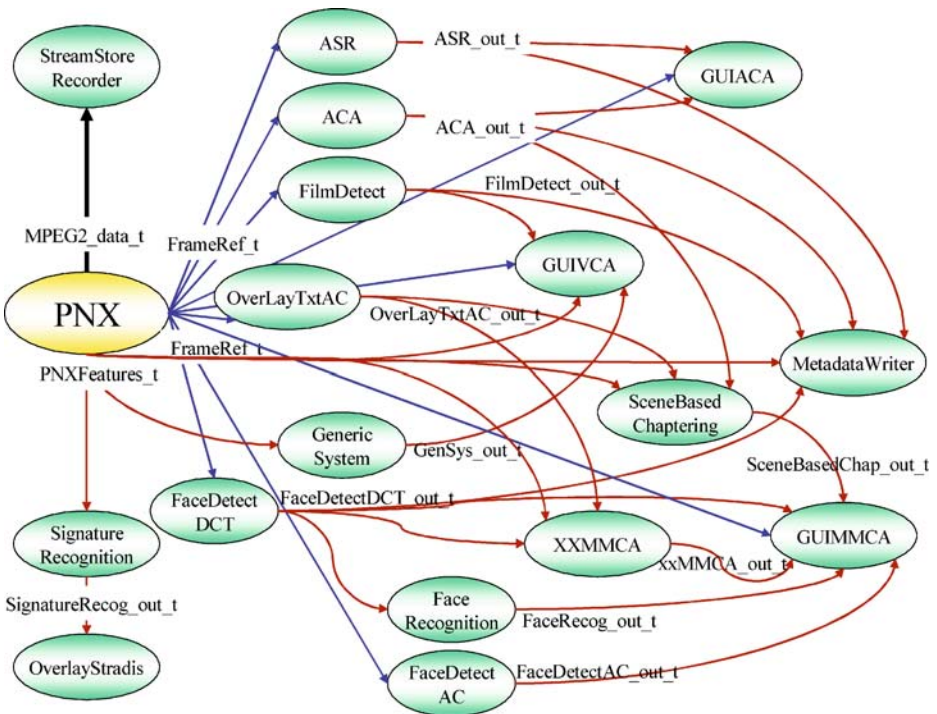 StreamStore
Recorder
ASR
ASR_out_t
GUIACA
ACA
ACA_out_t
FilmDetect
FilmDetect_out_t
MPEG2_data_t
FrameRef_t
GUIVCA
PNX
OverLayTxtAC
OverLayTxtAC_out_t
FrameRef_t
MetadataWriter
PNXFeatures_t
SceneBased
Chaptering
Generic
System
GenSys_out_t
SceneBasedChap_out_t
FaceDetect
DCT
FaceDetectDCT_out_t
Signature
Recognition
XXMMCA
xxMMCA_out_t
GUIMMCA
SignatureRecog_out_t
Face
Recognition
FaceRecog_out_t
OverlayStradis
FaceDetect
AC
FaceDetectAC_out_t